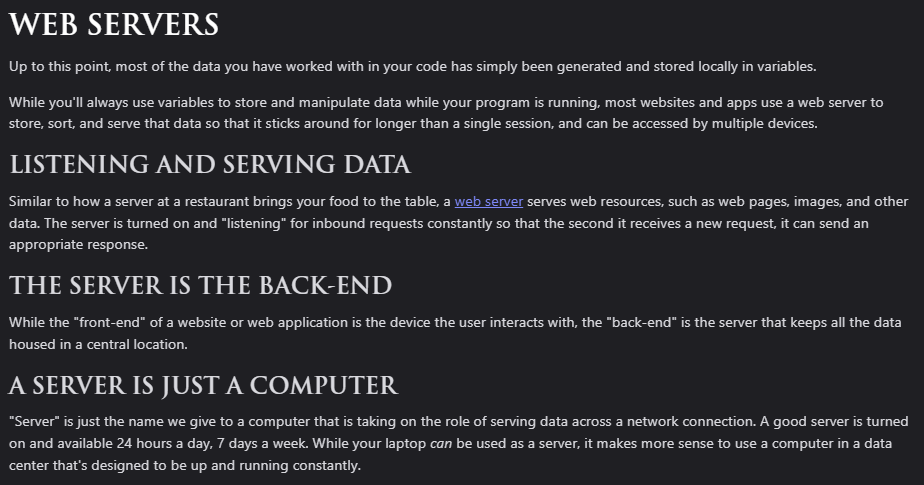 WEB SERVERS
Up to this point, most of the data you have worked with in your code has simply been generated and stored locally in variables.
While you'll always use variables to store and manipulate data while your program is running, most websites and apps use a web server to
store, sort, and serve that data so that it sticks around for longer than a single session, and can be accessed by multiple devices.
LISTENING AND SERVING DATA
Similar to how a server at a restaurant brings your food to the table, a web server serves web resources, such as web pages, images, and other
data. The server is turned on and "listening" for inbound requests constantly so that the second it receives a new request, it can send an
appropriate response.
THE SERVER IS THE BACK-END
While the "front-end" of a website or web application is the device the user interacts with, the "back-end" is the server that keeps all the data
housed in a central location.
A SERVER IS JUST A COMPUTER
"Server" is just the name we give to a computer that is taking on the role of serving data across a network connection. A good server is turned
on and available 24 hours a day, 7 days a week. While your laptop can be used as a server, it makes more sense to use a computer in a data
center that's designed to be up and running constantly.